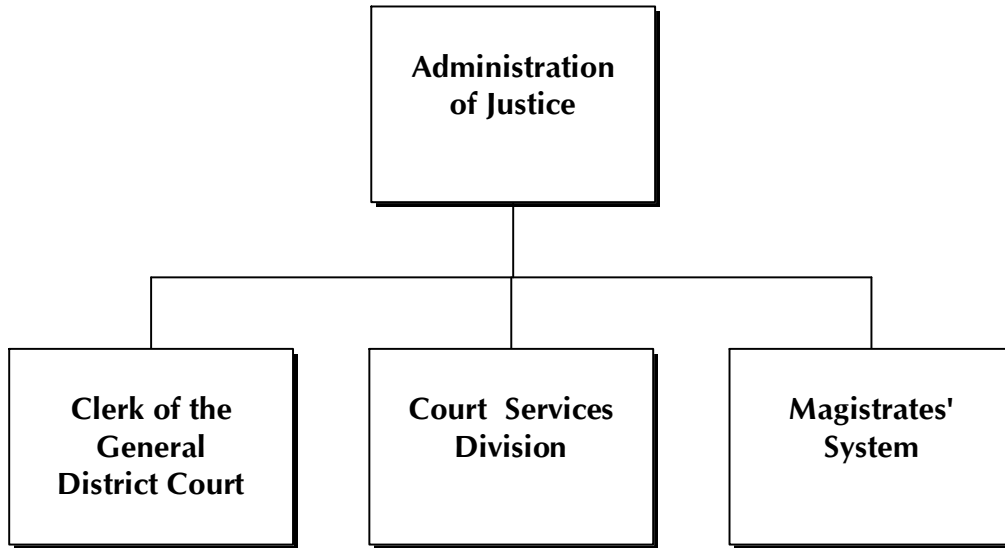 Administration
of Justice
Clerk of the
General
District Court
Court Services
Division
Magistrates'
System